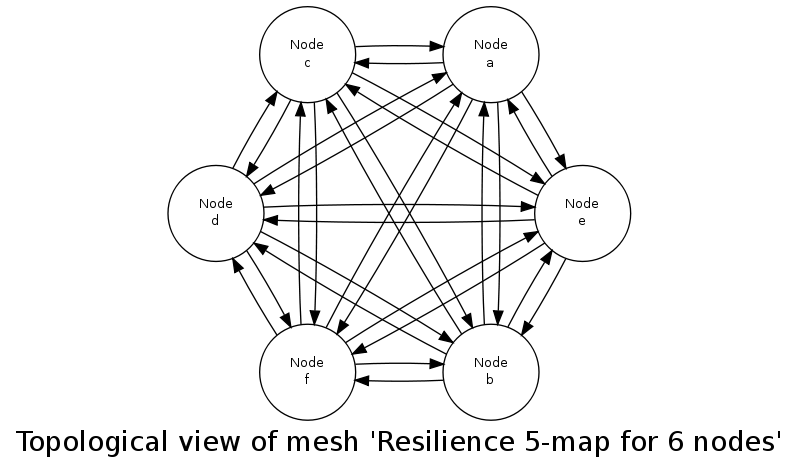 Node
c
Node
a
Node
d
Node
e
Node
f
Node
b
Topological view of mesh 'Resilience 5-map for 6 nodes'